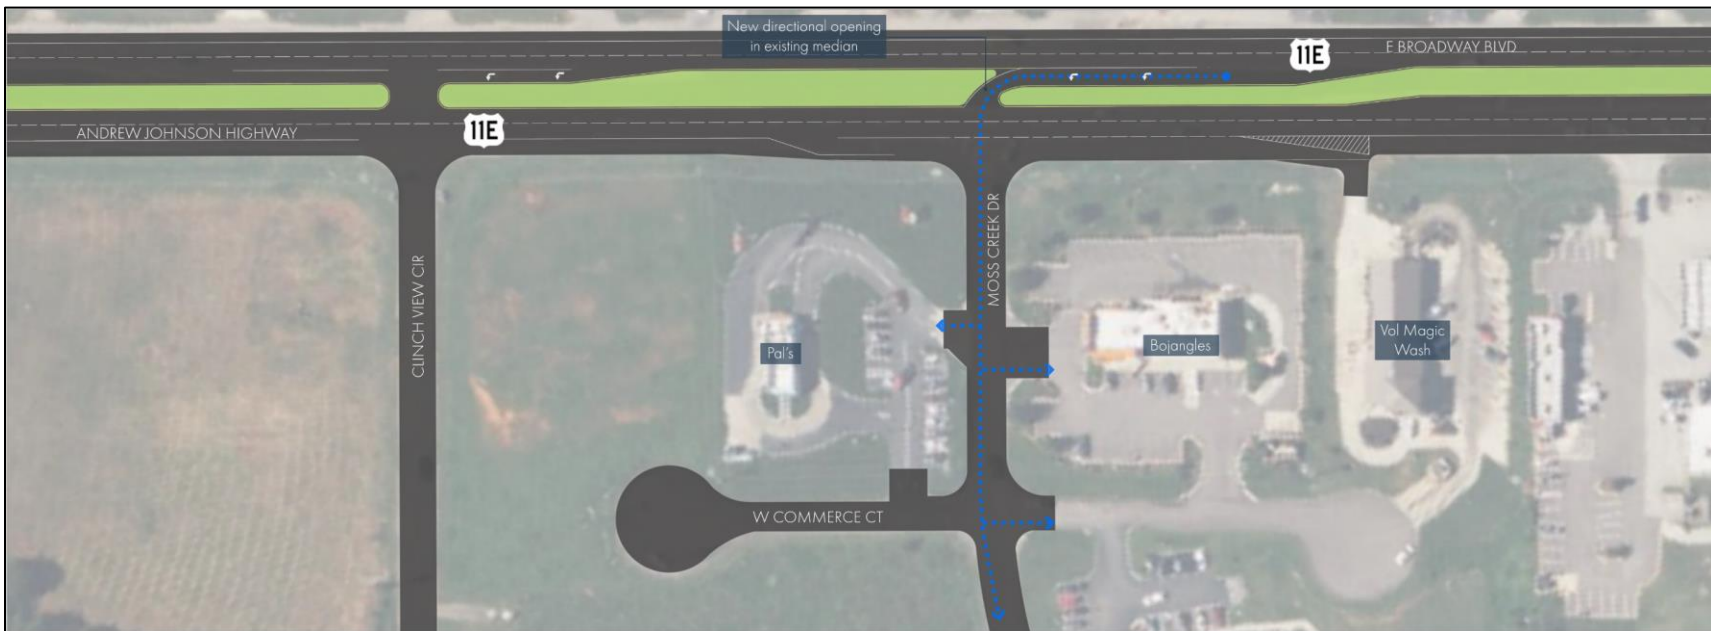 New directional opening
in existing median
E BROADWAY BLVD
11E
11E
ANDREW JOHNSON HIGHWAY
CLINCH VIEW CIR
MOSS CREEK DR
Pal's
Bojangles
Vol Magic
Wash
W COMMERCE CT